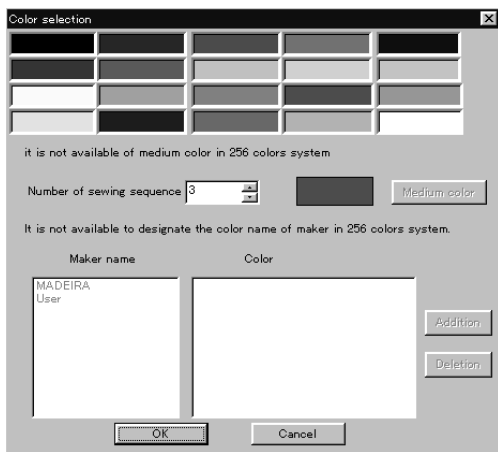 Color selection
it is not available of medium color in 256 colors system
Number of sewing sequence 3 Medium color
It is not available to designate the color name of maker in 256 colors system.
Maker name Color
MADEIRA
User
Addition
Deletion
OK Cancel